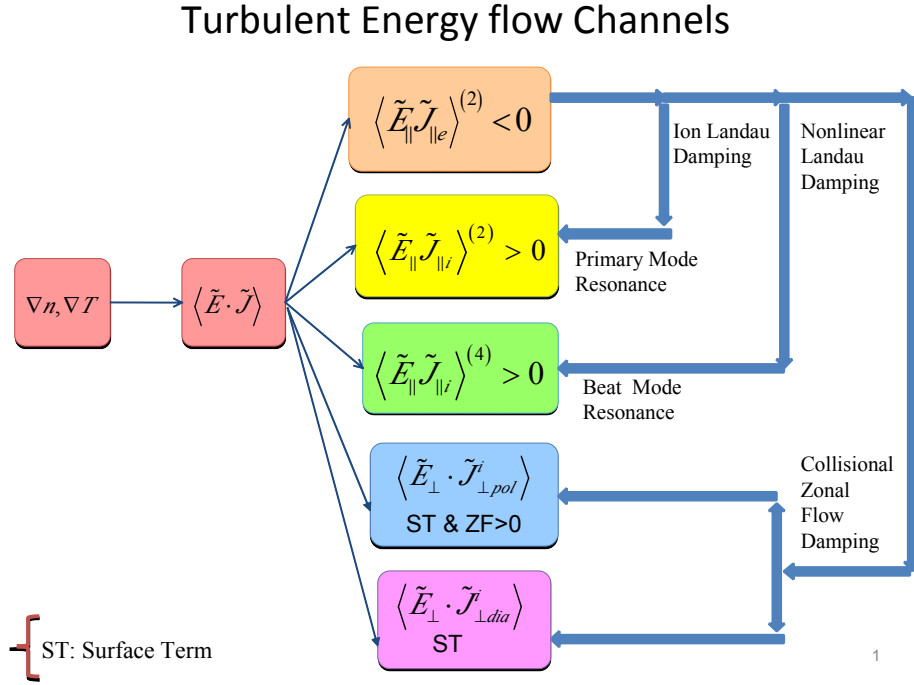 Turbulent Energy flow Channels
∇n,∇T
⟨Ẽ·J̃⟩
⟨Ẽ∥J̃∥e⟩⁽²⁾ < 0
Ion Landau
Damping
Nonlinear
Landau
Damping
⟨Ẽ∥J̃∥i⟩⁽²⁾ > 0
Primary Mode
Resonance
⟨Ẽ∥J̃∥i⟩⁽⁴⁾ > 0
Beat Mode
Resonance
⟨Ẽ⊥·J̃ⁱ⊥pol⟩
ST & ZF>0
Collisional
Zonal
Flow
Damping
⟨Ẽ⊥·J̃ⁱ⊥dia⟩
ST
ST: Surface Term
1